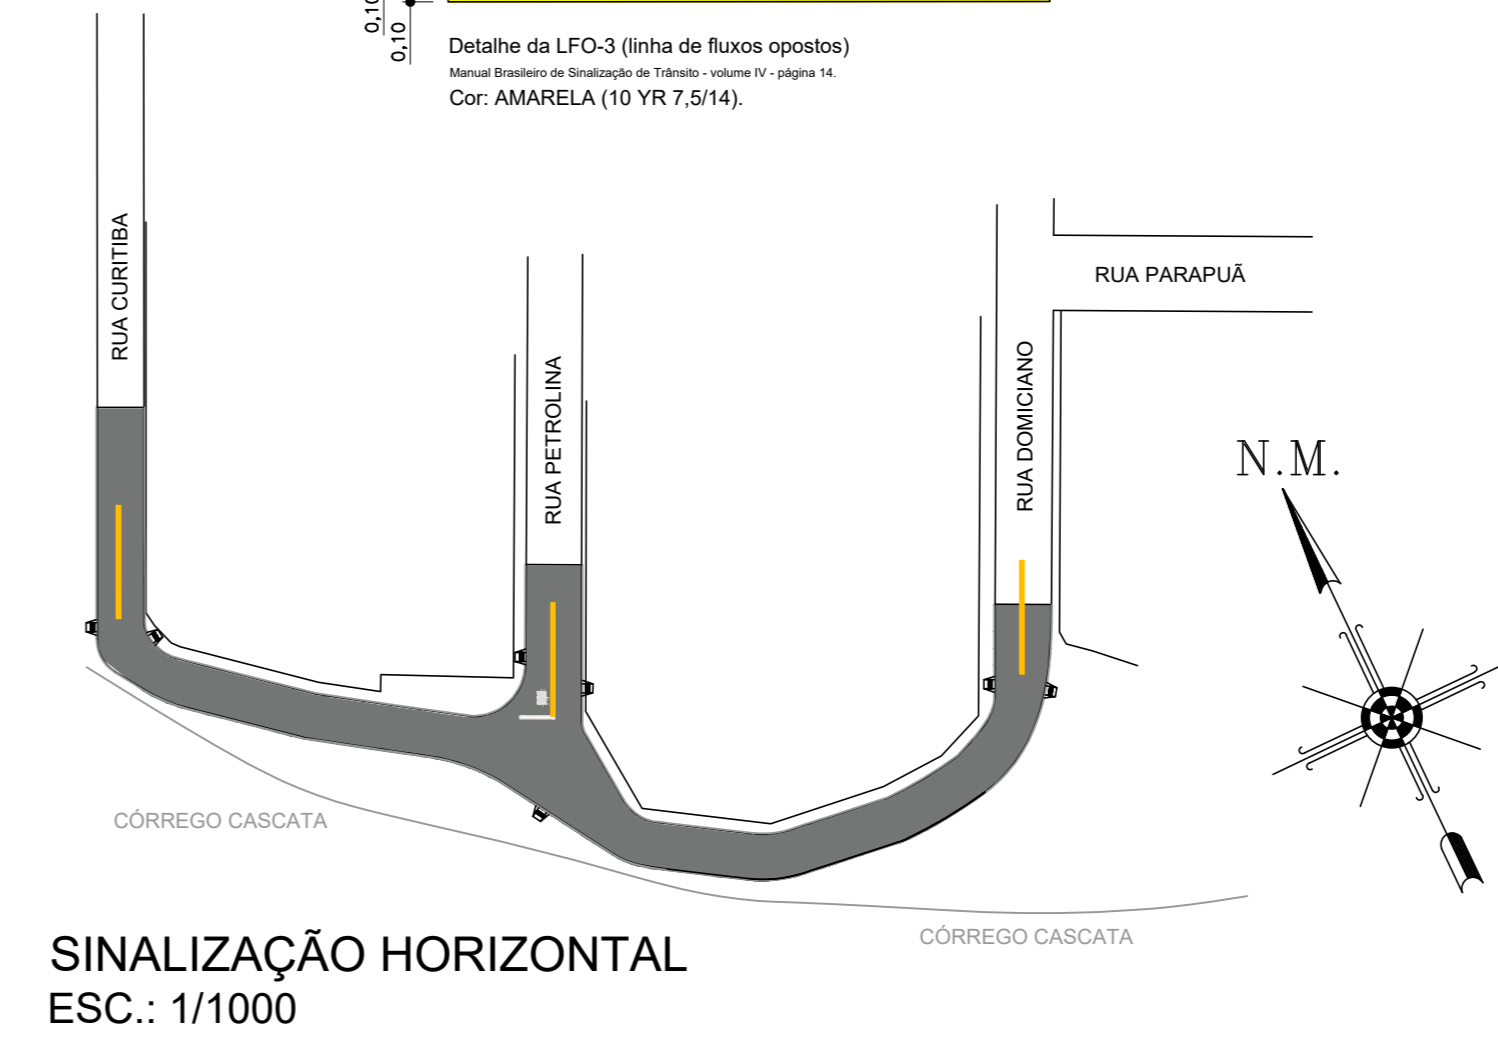 0,10
0,10
Detalhe da LFO-3 (linha de fluxos opostos)
Manual Brasileiro de Sinalização de Trânsito - volume IV - página 14.
Cor: AMARELA (10 YR 7,5/14).
RUA CURITIBA
RUA PETROLINA
RUA DOMICIANO
RUA PARAPUÃ
N.M.
CÓRREGO CASCATA
CÓRREGO CASCATA
SINALIZAÇÃO HORIZONTAL
ESC.: 1/1000